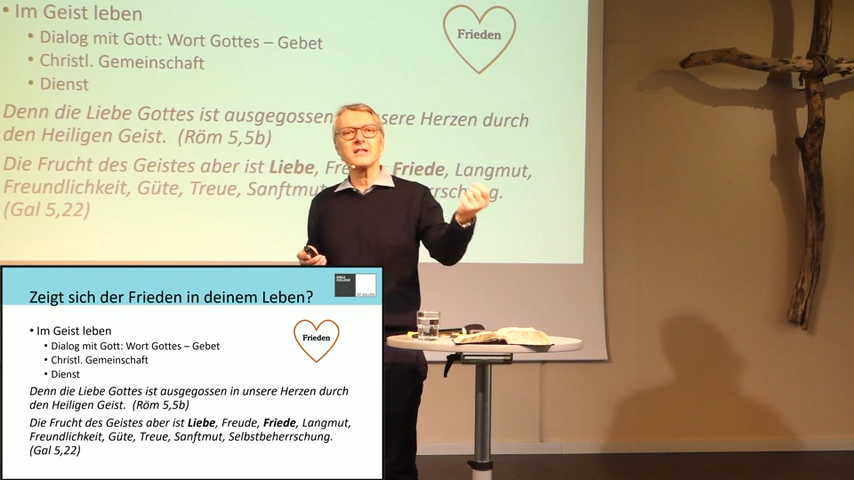 • Im Geist leben
• Dialog mit Gott: Wort Gottes – Gebet
• Christl. Gemeinschaft
• Dienst
Frieden
Denn die Liebe Gottes ist ausgegossen unsere Herzen durch
den Heiligen Geist. (Röm 5,5b)
Die Frucht des Geistes aber ist Liebe, Friede, Langmut,
Freundlichkeit, Güte, Treue, Sanftmut
(Gal 5,22)
Zeigt sich der Frieden in deinem Leben?
• Im Geist leben
• Dialog mit Gott: Wort Gottes – Gebet
• Christl. Gemeinschaft
• Dienst
Frieden
Denn die Liebe Gottes ist ausgegossen in unsere Herzen durch
den Heiligen Geist. (Röm 5,5b)
Die Frucht des Geistes aber ist Liebe, Freude, Friede, Langmut,
Freundlichkeit, Güte, Treue, Sanftmut, Selbstbeherrschung.
(Gal 5,22)